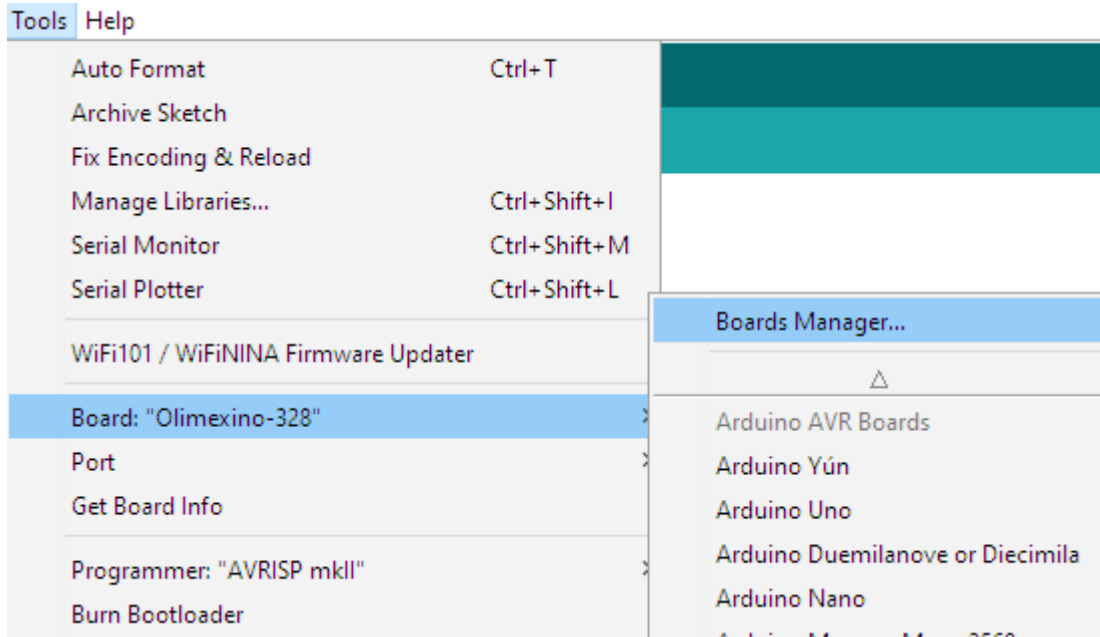 Tools Help
Auto Format Ctrl+T
Archive Sketch
Fix Encoding & Reload
Manage Libraries... Ctrl+Shift+I
Serial Monitor Ctrl+Shift+M
Serial Plotter Ctrl+Shift+L
WiFi101 / WiFiNINA Firmware Updater
Board: "Olimexino-328"
Port
Get Board Info
Programmer: "AVRISP mkII"
Burn Bootloader
Boards Manager...
Arduino AVR Boards
Arduino Yún
Arduino Uno
Arduino Duemilanove or Diecimila
Arduino Nano